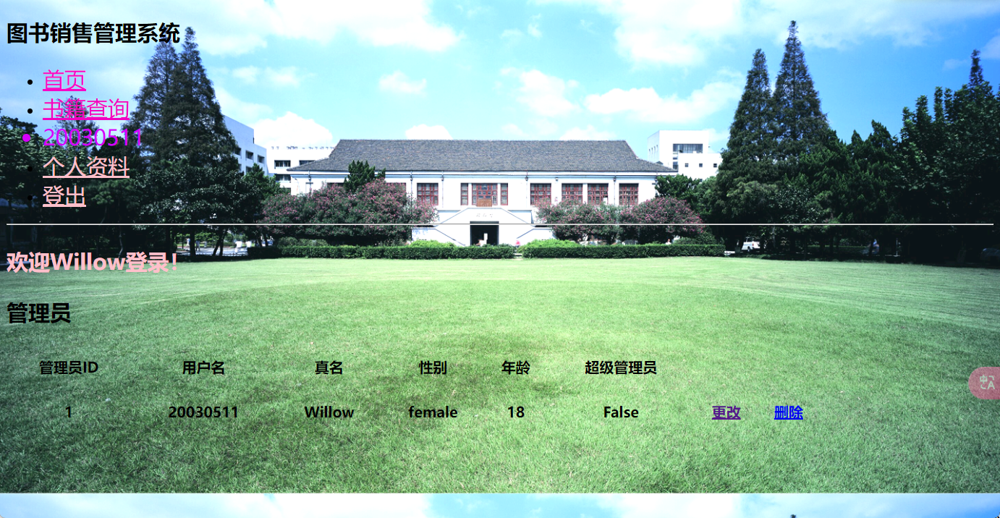 图书销售管理系统
首页
书籍查询
20030511
个人资料
登出
欢迎Willow登录！
管理员
管理员ID 用户名 真名 性别 年龄 超级管理员
1 20030511 Willow female 18 False 更改 删除
中 A